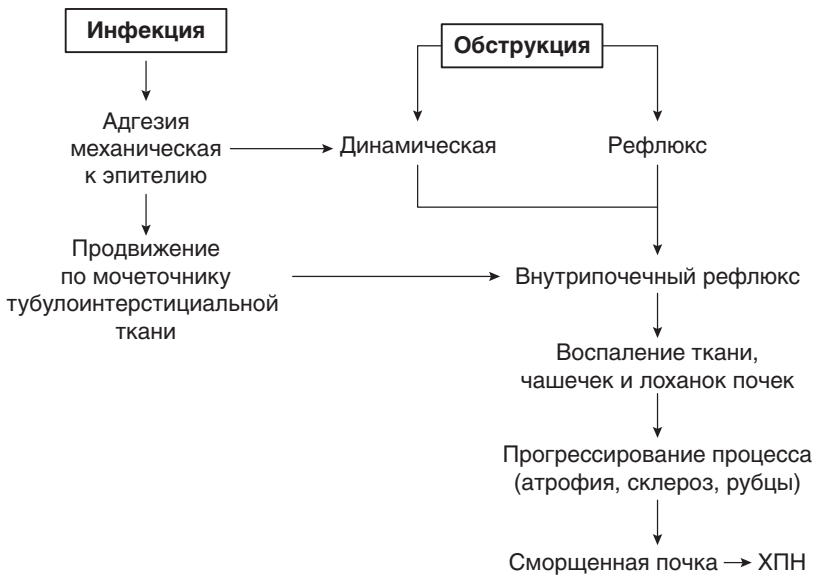 Инфекция
Обструкция
Адгезия
механическая
к эпителию
Динамическая
Рефлюкс
Продвижение
по мочеточнику
тубулоинтерстициальной
ткани
Внутрипочечный рефлюкс
Воспаление ткани,
чашечек и лоханок почек
Прогрессирование процесса
(атрофия, склероз, рубцы)
Сморщенная почка → ХПН